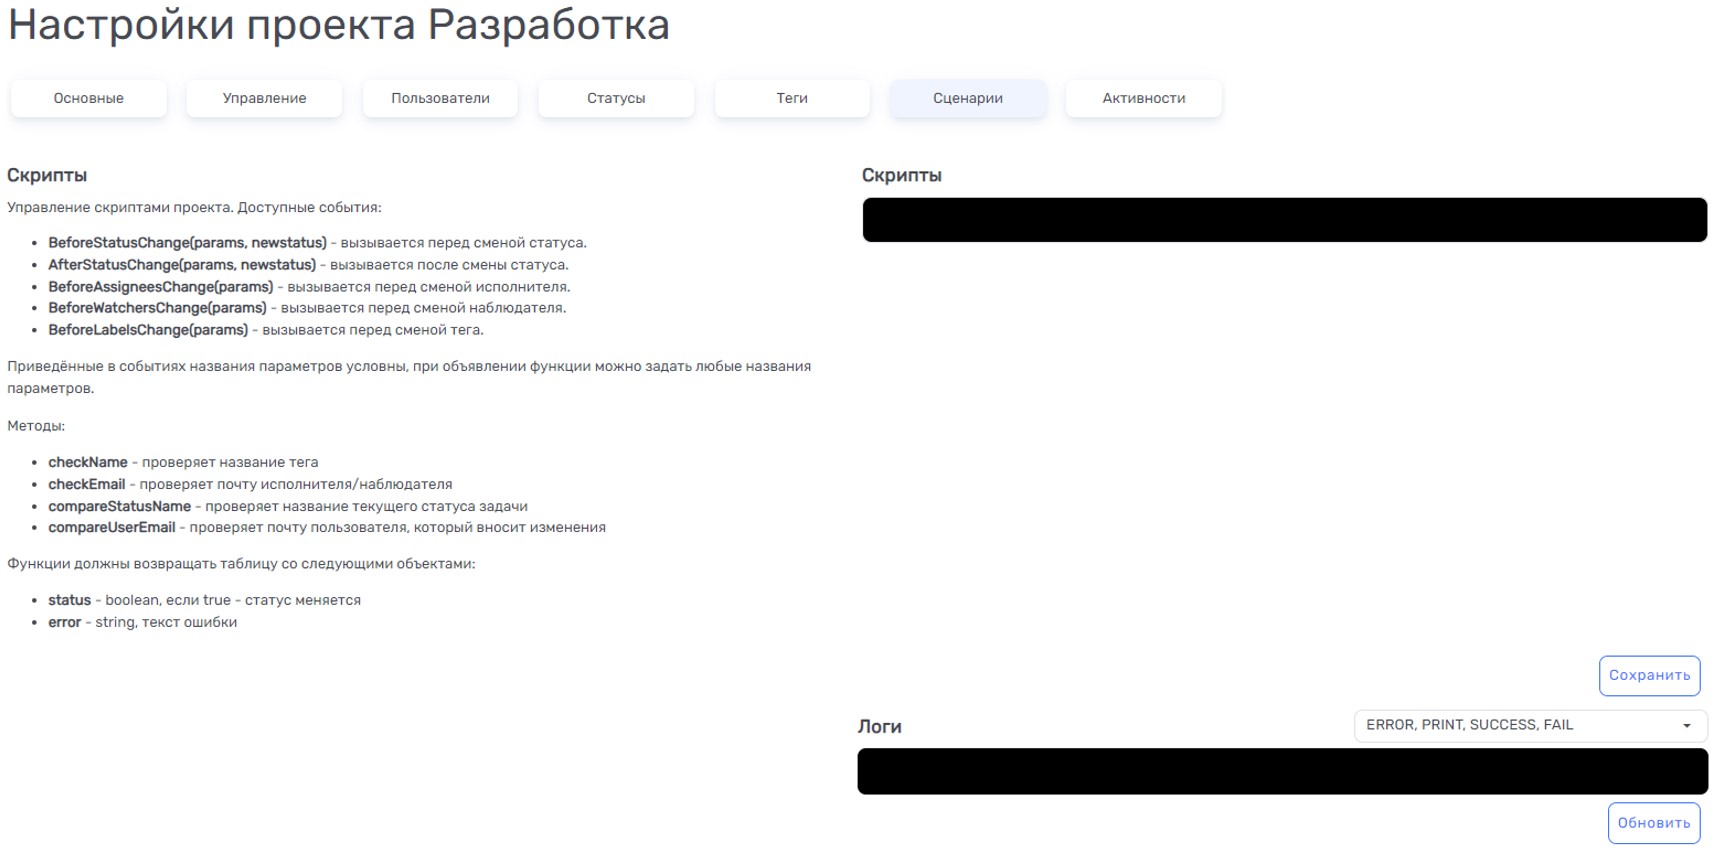 Настройки проекта Разработка
Основные
Управление
Пользователи
Статусы
Теги
Сценарии
Активности
Скрипты
Управление скриптами проекта. Доступные события:
• BeforeStatusChange(params, newstatus) - вызывается перед сменой статуса.
• AfterStatusChange(params, newstatus) - вызывается после смены статуса.
• BeforeAssigneesChange(params) - вызывается перед сменой исполнителя.
• BeforeWatchersChange(params) - вызывается перед сменой наблюдателя.
• BeforeLabelsChange(params) - вызывается перед сменой тега.
Приведённые в событиях названия параметров условны, при объявлении функции можно задать любые названия
параметров.
Методы:
• checkName - проверяет название тега
• checkEmail - проверяет почту исполнителя/наблюдателя
• compareStatusName - проверяет название текущего статуса задачи
• compareUserEmail - проверяет почту пользователя, который вносит изменения
Функции должны возвращать таблицу со следующими объектами:
• status - boolean, если true - статус меняется
• error - string, текст ошибки
Скрипты
Сохранить
Логи
ERROR, PRINT, SUCCESS, FAIL
Обновить